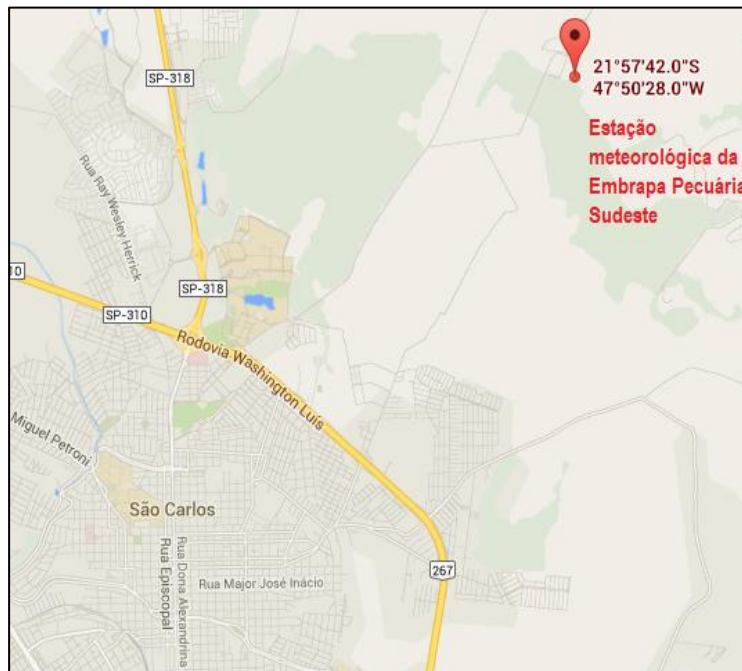 SP-318
21°57'42.0"S
47°50'28.0"W
Estação
meteorológica da
Embrapa Pecuária
Sudeste
Rua Ray Wesley Herrick
10
SP-318
SP-310
Rodovia Washington Luís
Miguel Petroni
São Carlos
Rua Episcopal
Rua Dona Alexandrina
Rua Major José Inácio
267